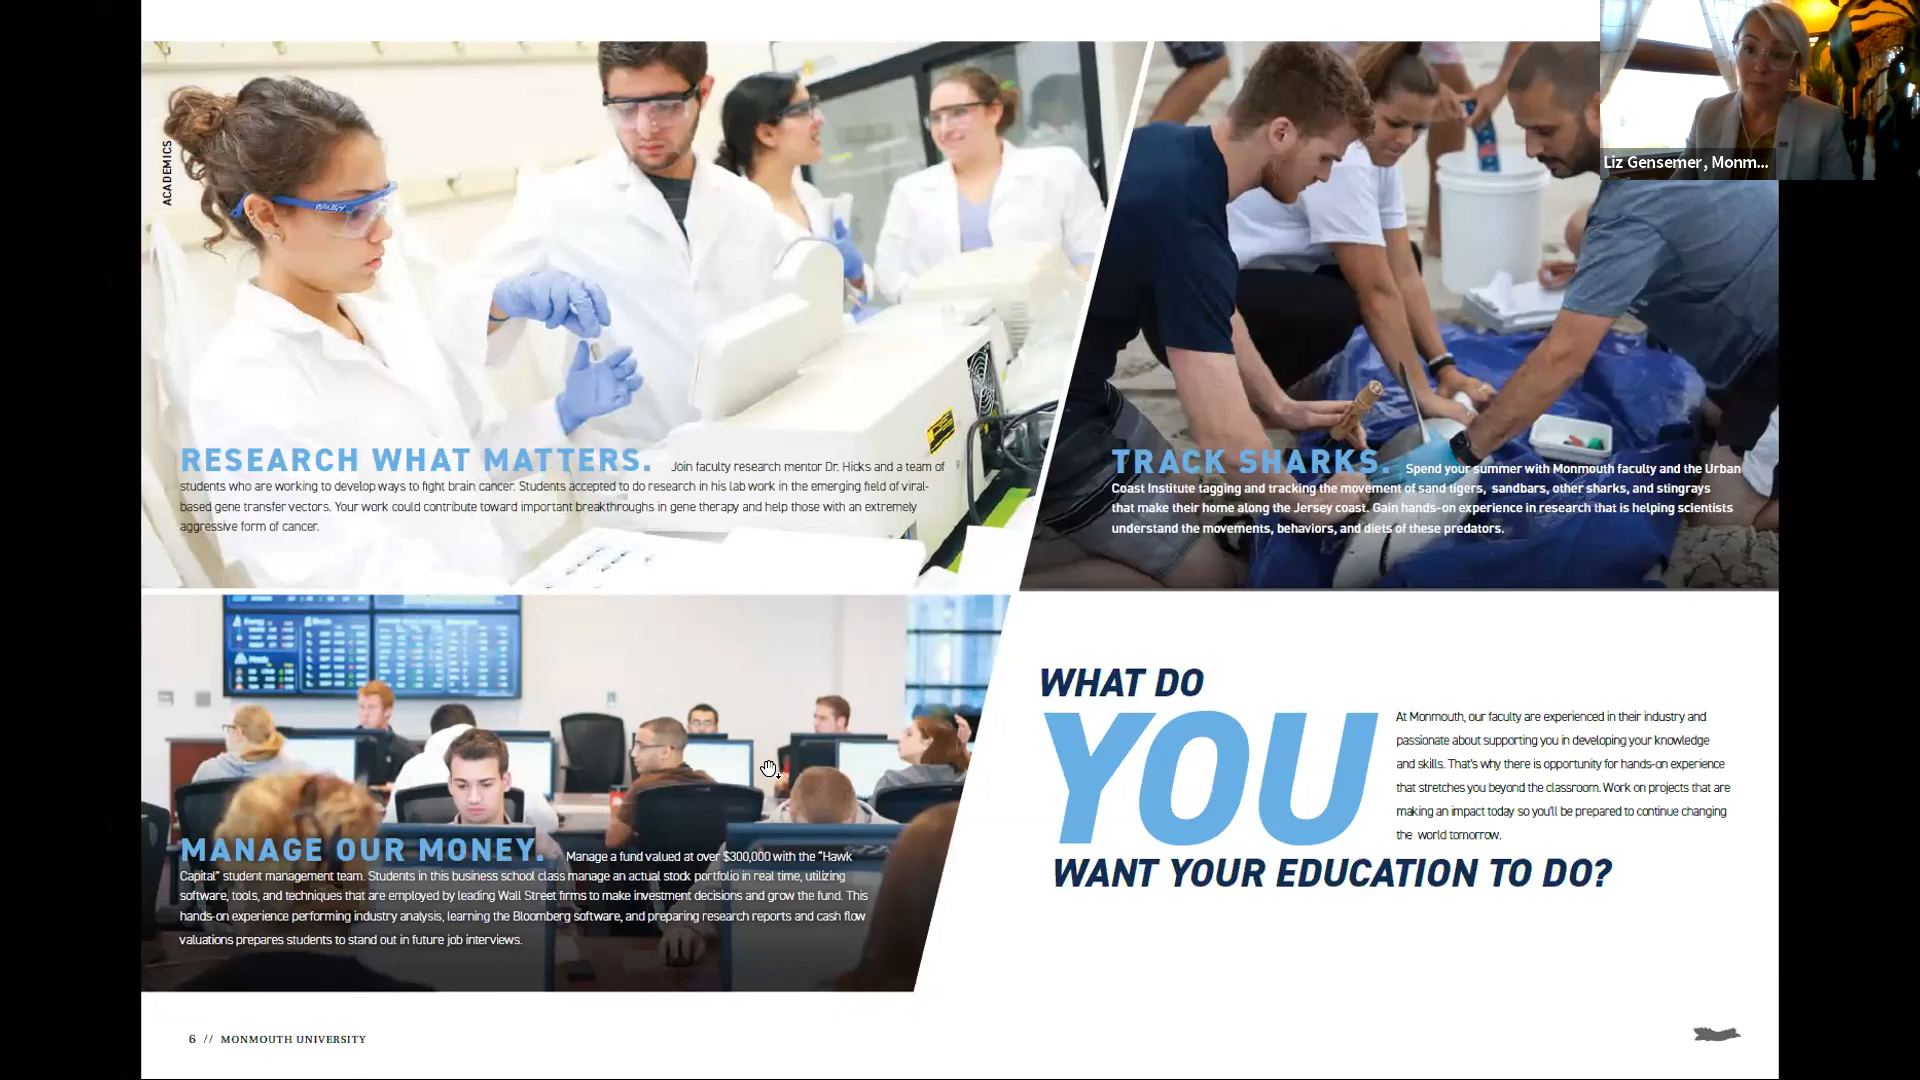 ACADEMICS
RESEARCH WHAT MATTERS. Join faculty research mentor Dr. Hicks and a team of
students who are working to develop ways to fight brain cancer. Students accepted to do research in his lab work in the emerging field of viral-
based gene transfer vectors. Your work could contribute toward important breakthroughs in gene therapy and help those with an extremely
aggressive form of cancer.
TRACK SHARKS. Spend your summer with Monmouth faculty and the Urban
Coast Institute tagging and tracking the movement of sand tigers, sandbars, other sharks, and stingrays
that make their home along the Jersey coast. Gain hands-on experience in research that is helping scientists
understand the movements, behaviors, and diets of these predators.
Liz Gensemer, Monm...
MANAGE OUR MONEY. Manage a fund valued at over $300,000 with the "Hawk
Capital" student management team. Students in this business school class manage an actual stock portfolio in real time, utilizing
software, tools, and techniques that are employed by leading Wall Street firms to make investment decisions and grow the fund. This
hands-on experience performing industry analysis, learning the Bloomberg software, and preparing research reports and cash flow
valuations prepares students to stand out in future job interviews.
WHAT DO
YOU
WANT YOUR EDUCATION TO DO?
At Monmouth, our faculty are experienced in their industry and
passionate about supporting you in developing your knowledge
and skills. That's why there is opportunity for hands-on experience
that stretches you beyond the classroom. Work on projects that are
making an impact today so you'll be prepared to continue changing
the world tomorrow.
6 // MONMOUTH UNIVERSITY